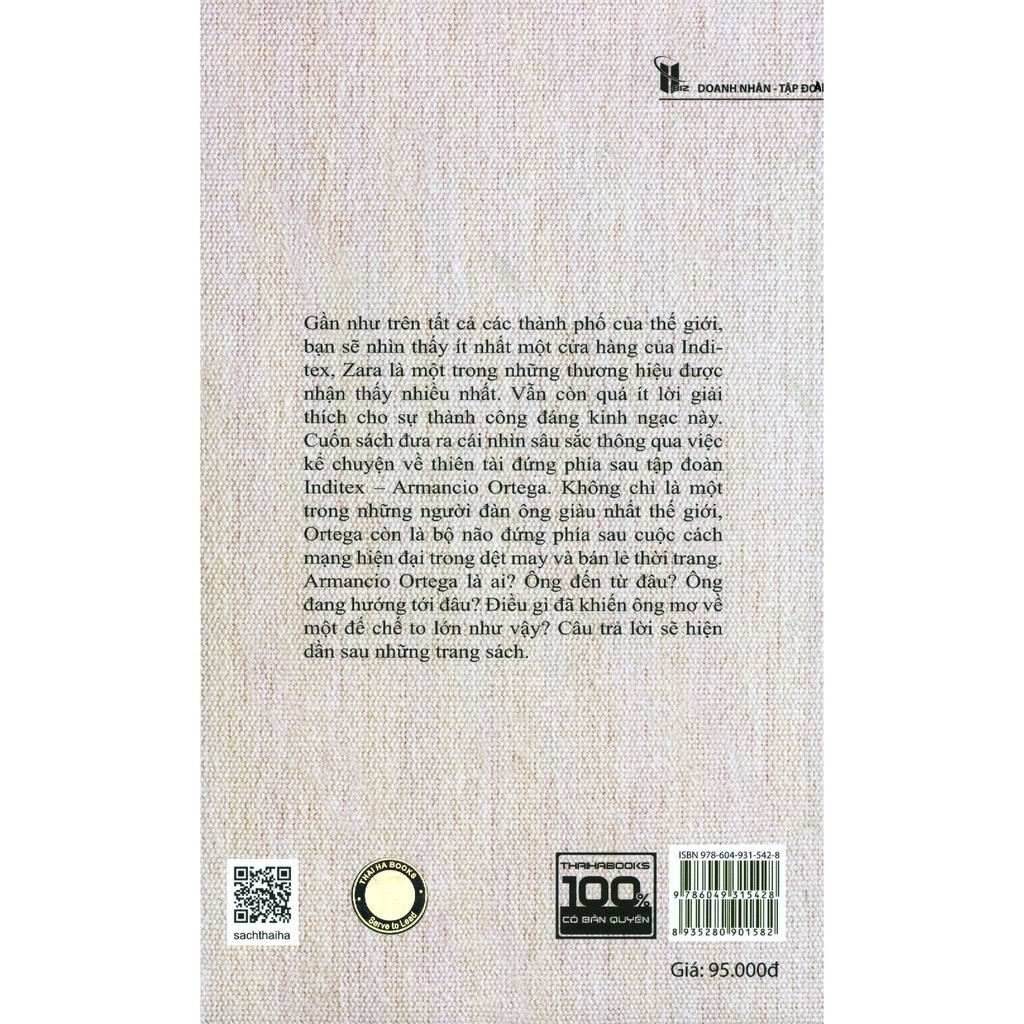 BIZ
DOANH NHÂN - TẬP ĐOÀ
Gần như trên tất cả các thành phố của thế giới,
bạn sẽ nhìn thấy ít nhất một cửa hàng của Indi-
tex, Zara là một trong những thương hiệu được
nhận thấy nhiều nhất. Vẫn còn quá ít lời giải
thích cho sự thành công đáng kinh ngạc này.
Cuốn sách đưa ra cái nhìn sâu sắc thông qua việc
kể chuyện về thiên tài đứng phía sau tập đoàn
Inditex – Armancio Ortega. Không chỉ là một
trong những người đàn ông giàu nhất thế giới,
Ortega còn là bộ não đứng phía sau cuộc cách
mạng hiện đại trong dệt may và bán lẻ thời trang.
Armancio Ortega là ai? Ông đến từ đâu? Ông
đang hướng tới đâu? Điều gì đã khiến ông mơ về
một đế chế to lớn như vậy? Câu trả lời sẽ hiện
dần sau những trang sách.
sachthaiha
THAI HA BOOKS
Serve to Lead
THAIHABOOKS
100%
CÓ BẢN QUYỀN
ISBN 978-604-931-542-8
9 786049 315428
8 935280 901582
Giá: 95.000đ